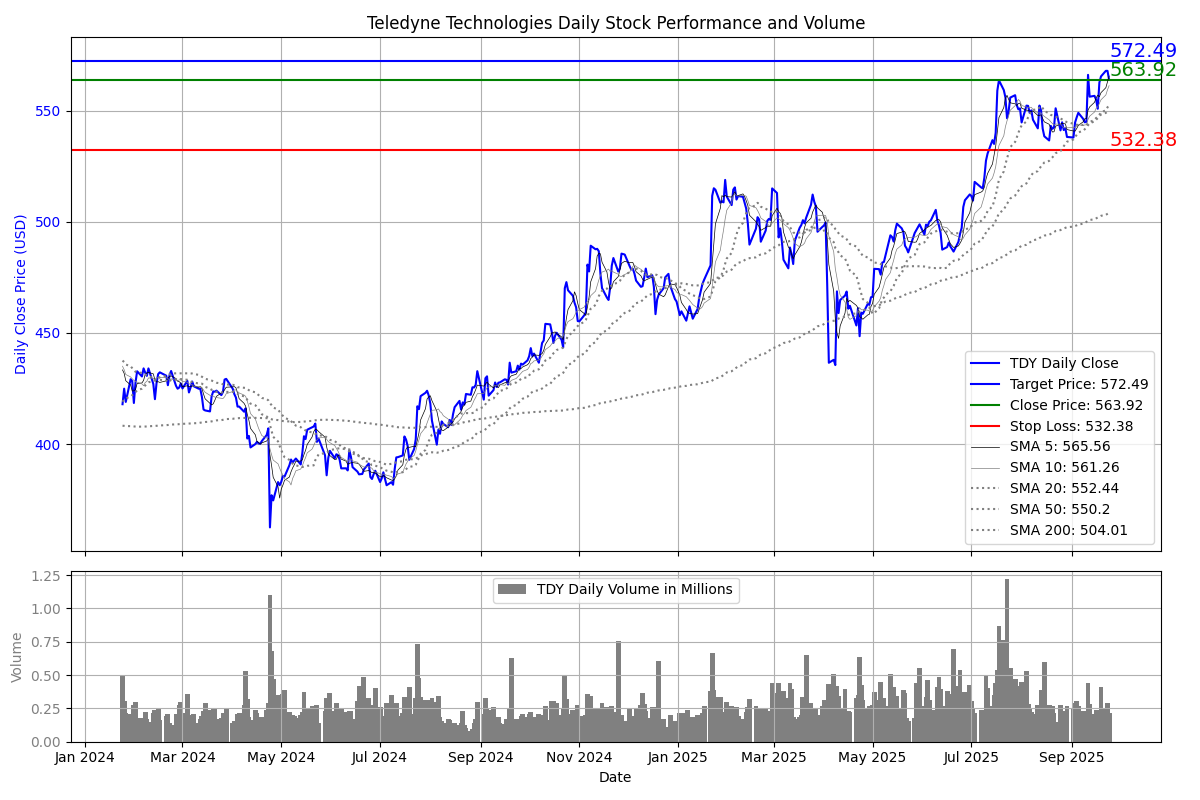 Teledyne Technologies Daily Stock Performance and Volume
572.49
563.92
532.38
550
500
450
400
Daily Close Price (USD)
TDY Daily Close
Target Price: 572.49
Close Price: 563.92
Stop Loss: 532.38
SMA 5: 565.56
SMA 10: 561.26
SMA 20: 552.44
SMA 50: 550.2
SMA 200: 504.01
1.25
1.00
0.75
0.50
0.25
0.00
Volume
TDY Daily Volume in Millions
Jan 2024 Mar 2024 May 2024 Jul 2024 Sep 2024 Nov 2024 Jan 2025 Mar 2025 May 2025 Jul 2025 Sep 2025
Date